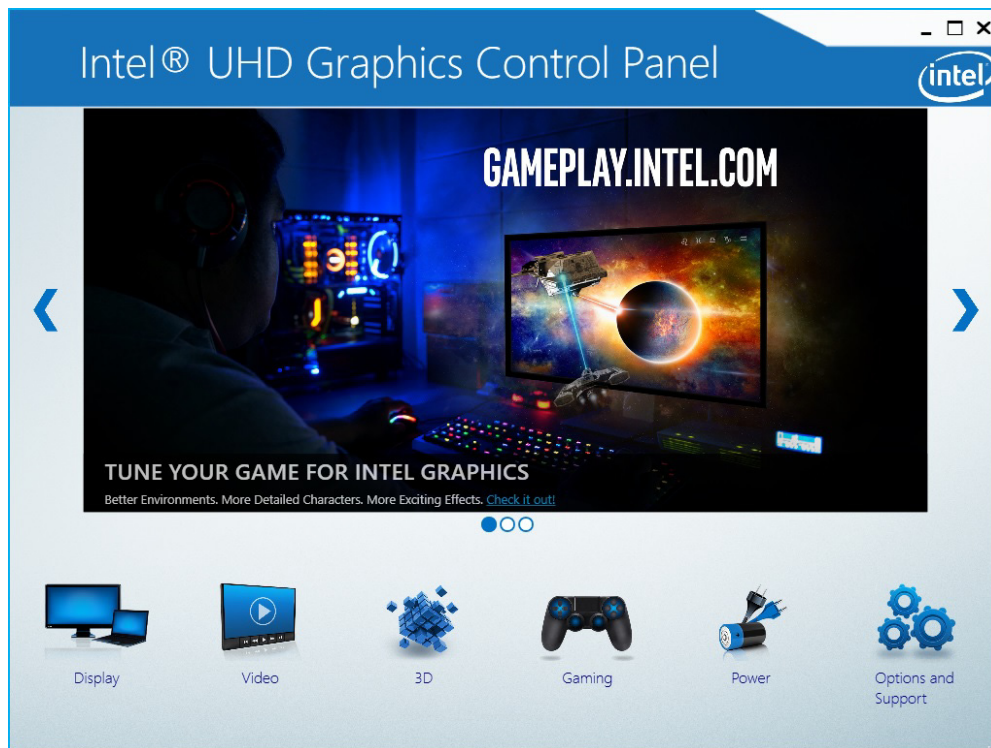 Intel® UHD Graphics Control Panel
intel
GAMEPLAY.INTEL.COM
TUNE YOUR GAME FOR INTEL GRAPHICS
Better Environments. More Detailed Characters. More Exciting Effects. Check it out!
Display
Video
3D
Gaming
Power
Options and
Support